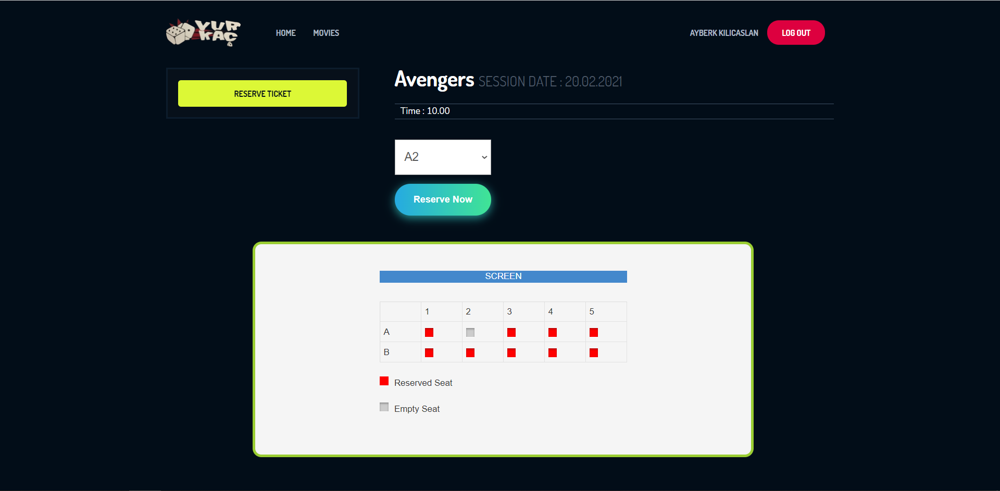 YUR
KAÇ
HOME MOVIES
AYBERK KILICASLAN LOG OUT
RESERVE TICKET
Avengers SESSION DATE : 20.02.2021
Time : 10.00
A2
Reserve Now
SCREEN
1 2 3 4 5
A
B
Reserved Seat
Empty Seat